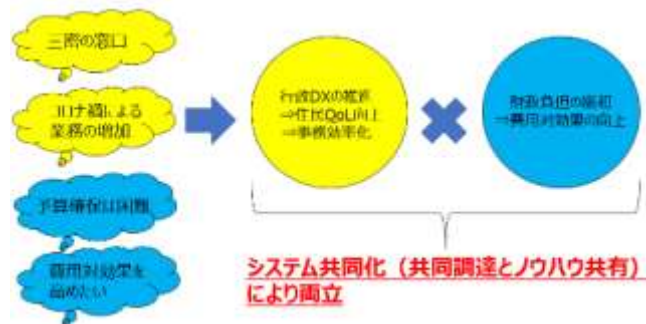 三密の窓口
コロナ禍による
業務の増加
予算確保は困難
費用対効果を
高めたい
行政DXの推進
⇒住民QoL向上
⇒事務効率化
財政負担の緩和
⇒費用対効果の向上
システム共同化（共同調達とノウハウ共有）
により両立